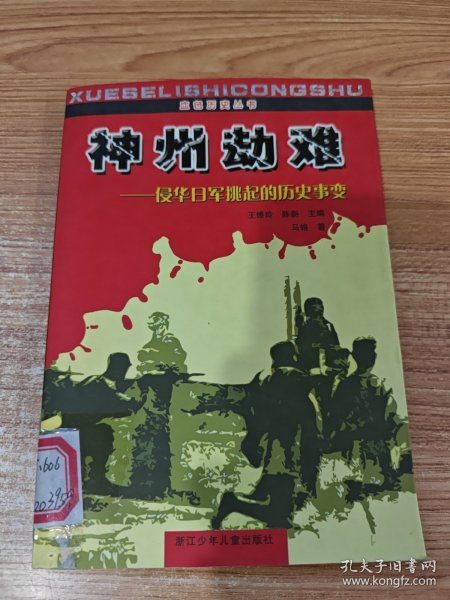 XUESELISHICONGSHU
血色历史丛书
神州劫难
——侵华日军挑起的历史事变
王维玲 陈新 主编
马娟 著
浙江少年儿童出版社
孔夫子旧书网
www.kongfz.com